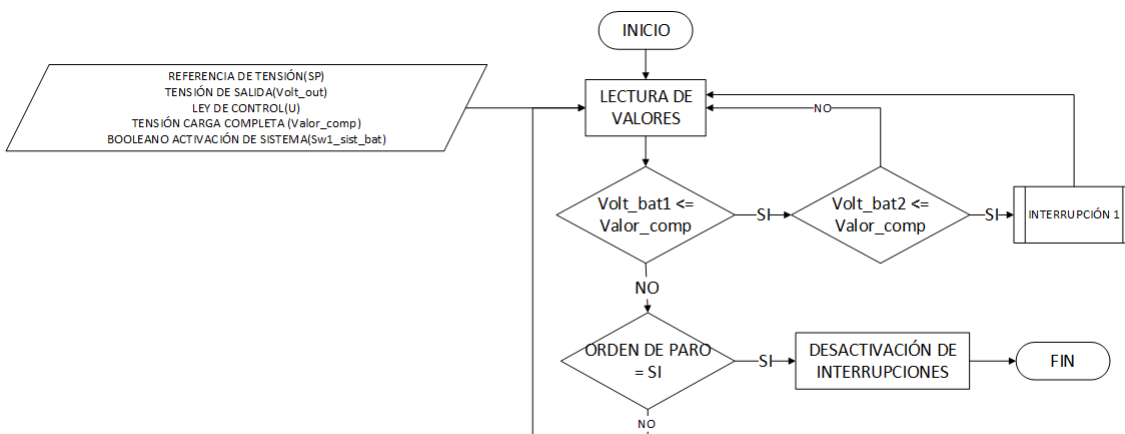 INICIO
REFERENCIA DE TENSIÓN(SP)
TENSIÓN DE SALIDA(Volt_out)
LEY DE CONTROL(U)
TENSIÓN CARGA COMPLETA (Valor_comp)
BOOLEANO ACTIVACIÓN DE SISTEMA(Sw1_sist_bat)
LECTURA DE
VALORES
NO
Volt_bat1 <=
Valor_comp
SI
Volt_bat2 <=
Valor_comp
SI
INTERRUPCIÓN 1
NO
ORDEN DE PARO
= SI
SI
DESACTIVACIÓN DE
INTERRUPCIONES
FIN
NO